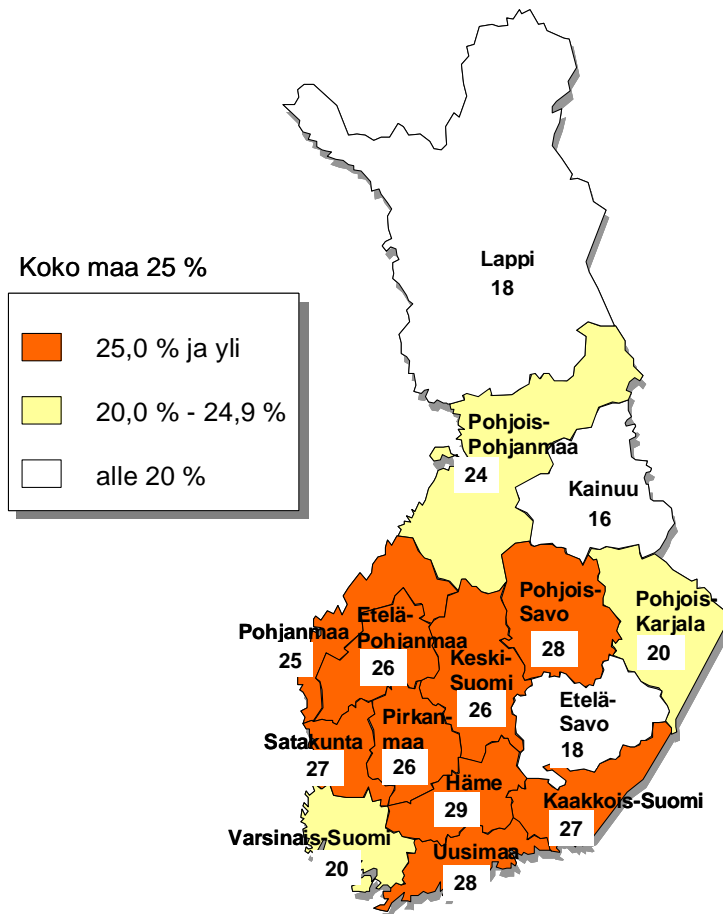 Koko maa 25 %
25,0 % ja yli
20,0 % - 24,9 %
alle 20 %
Lappi
18
Pohjois-
Pohjanmaa
24
Kainuu
16
Pohjois-
Savo
28
Pohjois-
Karjala
20
Pohjanmaa
25
Etelä-
Pohjanmaa
26
Keski-
Suomi
26
Etelä-
Savo
18
Satakunta
27
Pirkan-
maa
26
Häme
29
Kaakkois-Suomi
27
Varsinais-Suomi
20
Uusimaa
28